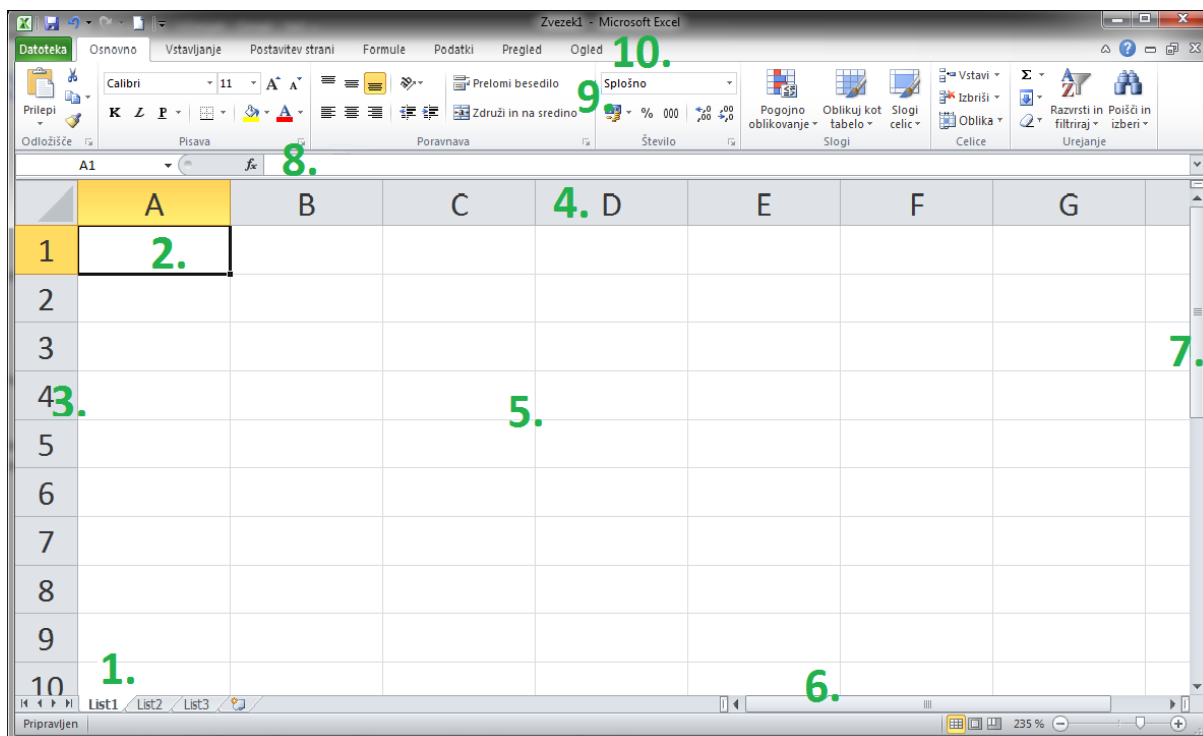 Zvezek1 - Microsoft Excel
Datoteka Osnovno Vstavljanje Postavitev strani Formule Podatki Pregled Ogled 10.
Calibri 11 A A Prelomi besedilo Splošno Vstavi Σ
Prilepi K L P A Združi in na sredino 9. % 000 ,00 ,00 Pogojno oblikovanje Oblikuj kot tabelo Slogi celic Izbriši Oblika Razvrsti in filtriraj Poišči in izberi
Odložišče Pisava Poravnava Število Slogi Celice Urejanje
A1 fx 8.
A B C 4. D E F G
1 2.
2
3 7.
4 3. 5.
5
6
7
8
9
10 1. 6.
List1 List2 List3
Pripravljen 235 %